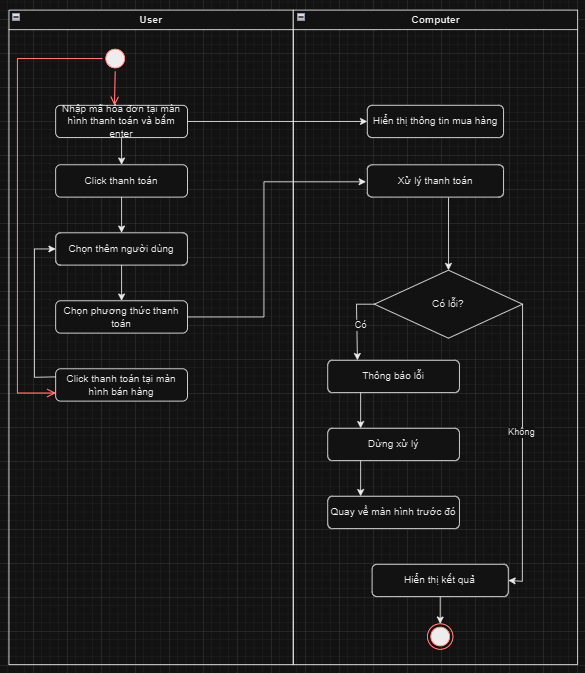 User
Computer
Nhập mã hóa đơn tại màn
hình thanh toán và bấm
enter
Hiển thị thông tin mua hàng
Click thanh toán
Xử lý thanh toán
Chọn thêm người dùng
Có lỗi?
Chọn phương thức thanh
toán
Có
Click thanh toán tại màn
hình bán hàng
Thông báo lỗi
Không
Dừng xử lý
Quay về màn hình trước đó
Hiển thị kết quả